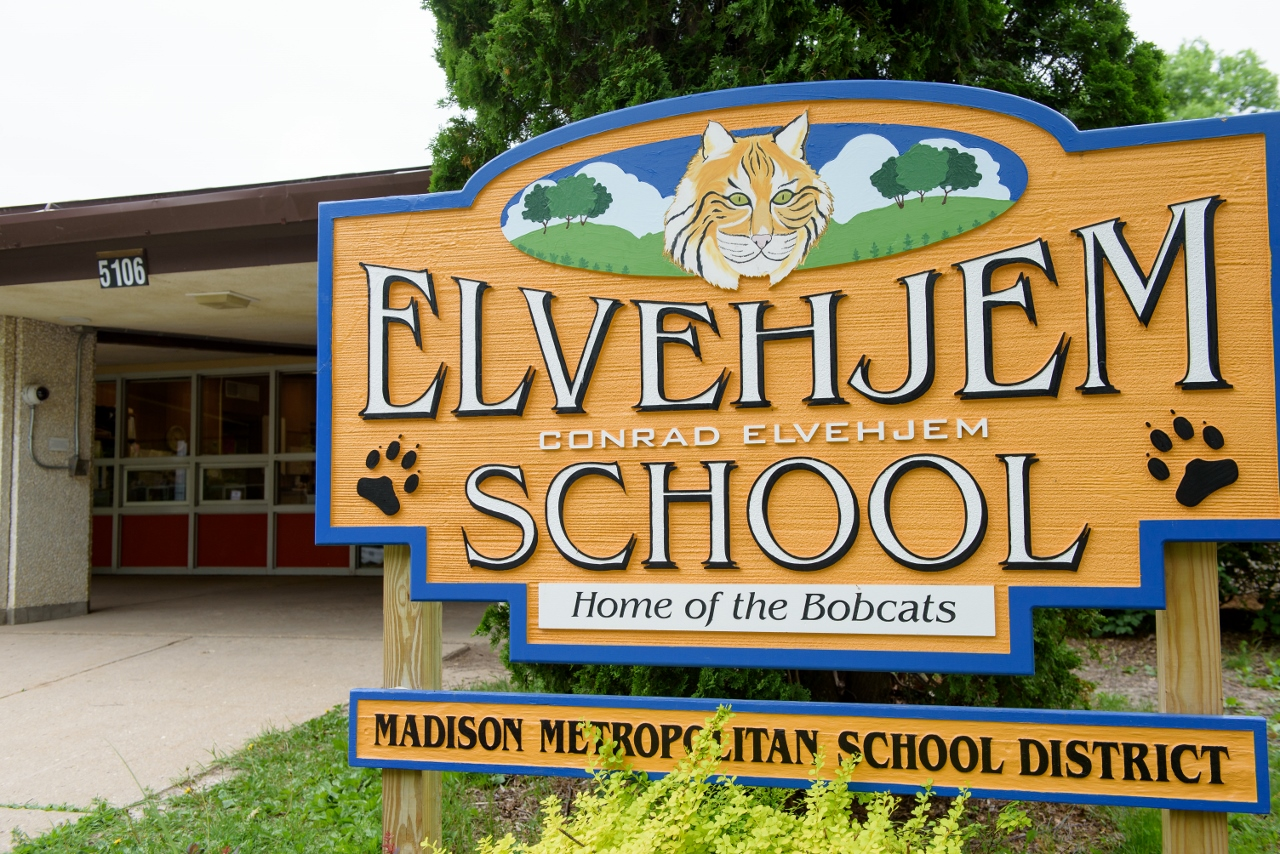 5106
ELVEHJEM
CONRAD ELVEHJEM
SCHOOL
Home of the Bobcats
MADISON METROPOLITAN SCHOOL DISTRICT